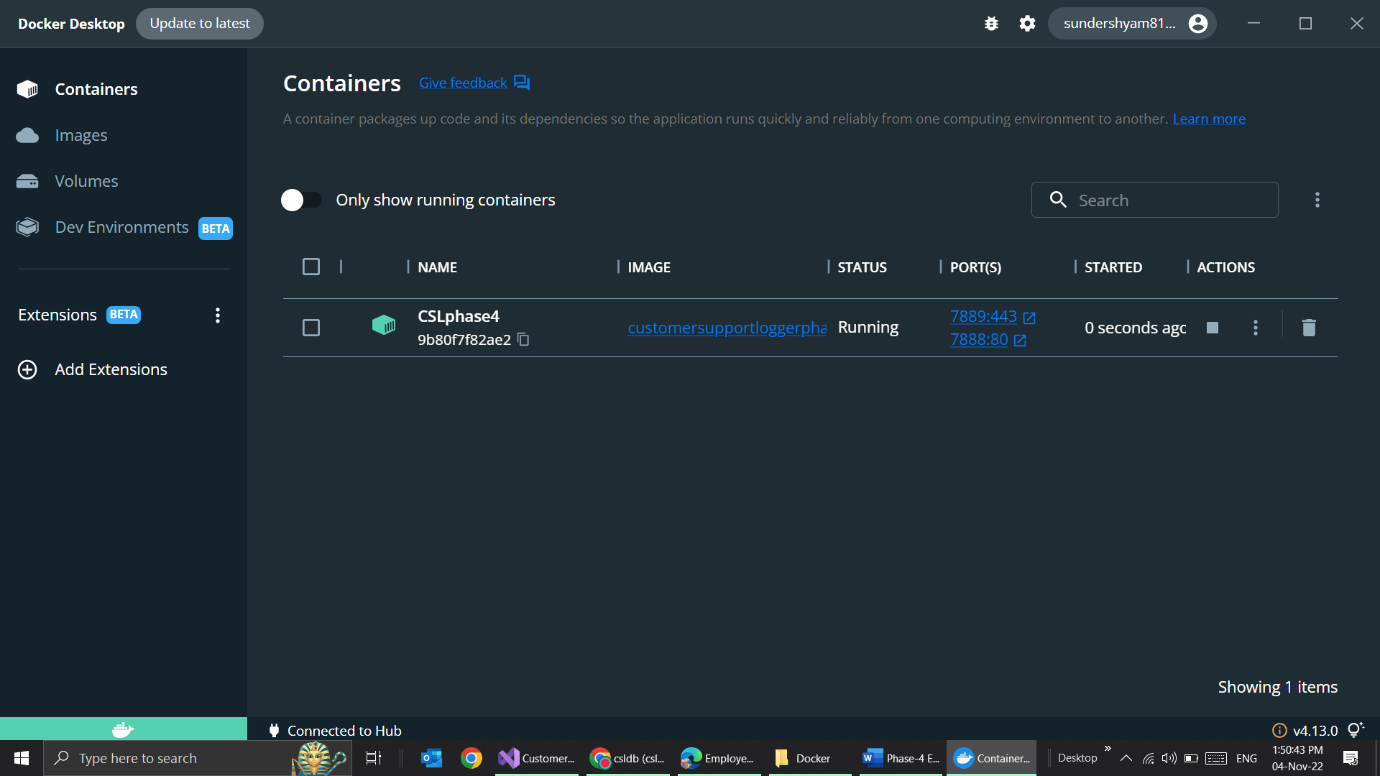 Docker Desktop Update to latest sundershyam81...
Containers
Images
Volumes
Dev Environments BETA
Extensions BETA
Add Extensions
Containers Give feedback
A container packages up code and its dependencies so the application runs quickly and reliably from one computing environment to another. Learn more
Only show running containers
Search
NAME IMAGE STATUS PORT(S) STARTED ACTIONS
CSLphase4
9b80f7f82ae2
customersupportloggerpha
Running
7889:443
7888:80
0 seconds agc
Showing 1 items
Connected to Hub
v4.13.0
Type here to search
Customer...
csldb (csl...
Employe...
Docker
Phase-4 E...
Container...
Desktop
ENG
1:50:43 PM
04-Nov-22